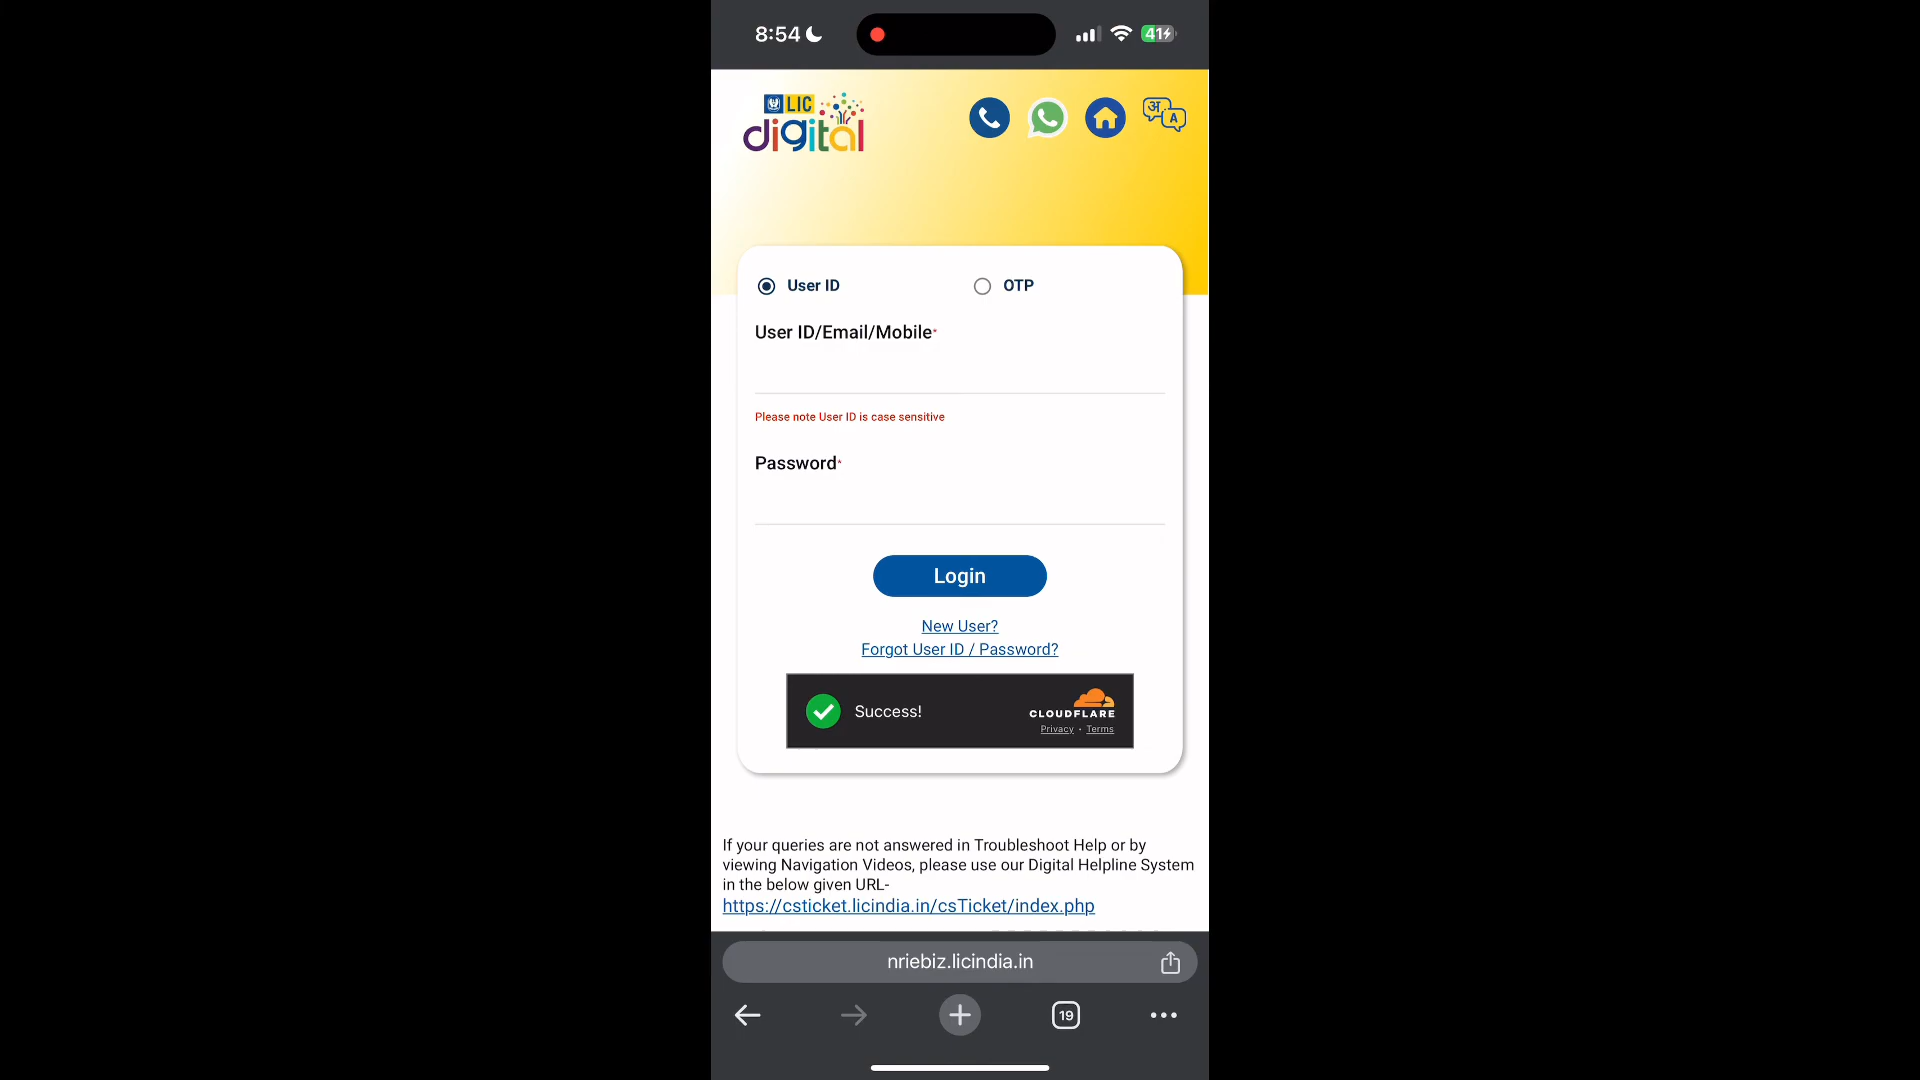 8:54
41
LIC
digital
अ
A
User ID
OTP
User ID/Email/Mobile*
Please note User ID is case sensitive
Password*
Login
New User?
Forgot User ID / Password?
Success!
CLOUDFLARE
Privacy • Terms
If your queries are not answered in Troubleshoot Help or by
viewing Navigation Videos, please use our Digital Helpline System
in the below given URL-
https://csticket.licindia.in/csTicket/index.php
nriebiz.licindia.in
19